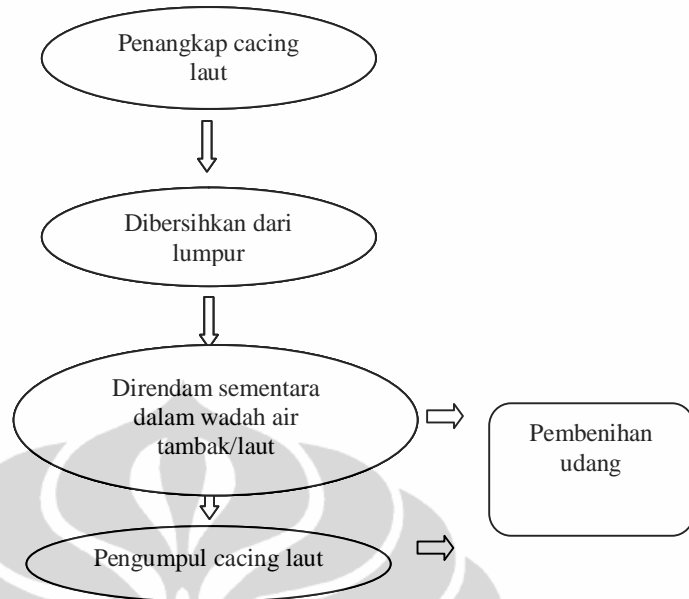 Penangkap cacing
laut
Dibersihkan dari
lumpur
Direndam sementara
dalam wadah air
tambak/laut
Pembenihan
udang
Pengumpul cacing laut